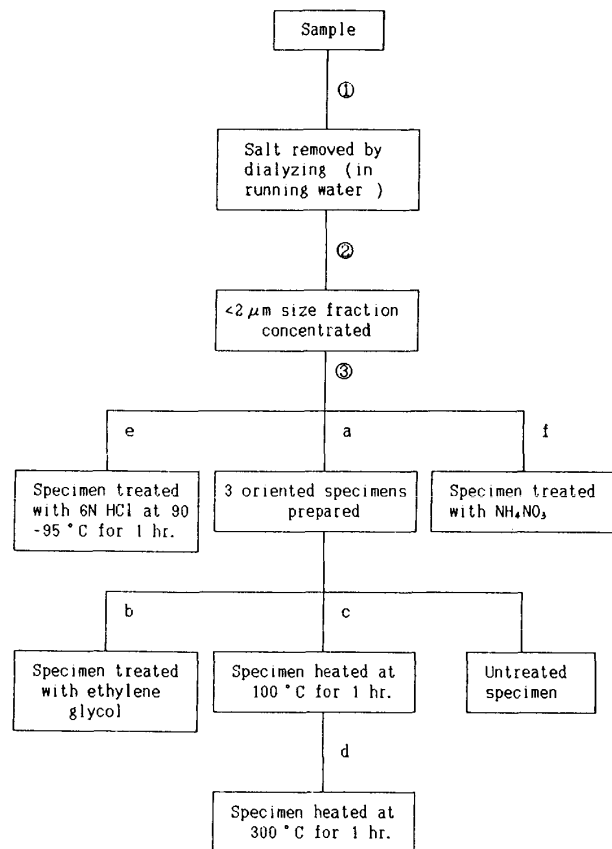 Sample
①
Salt removed by
dialyzing (in
running water )
②
<2 μm size fraction
concentrated
③
e
a
f
Specimen treated
with 6N HCl at 90
-95°C for 1 hr.
3 oriented specimens
prepared
Specimen treated
with NH₄NO₃
b
c
Specimen treated
with ethylene
glycol
Specimen heated at
100°C for 1 hr.
Untreated
specimen
d
Specimen heated at
300°C for 1 hr.